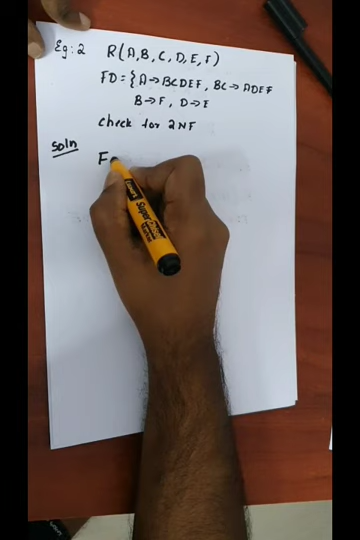 Eg: 2 R(A,B,C,D,E,F)
FD = { A→BCDEF, BC→ADEF
B→F, D→E
check for 2NF
Soln
F